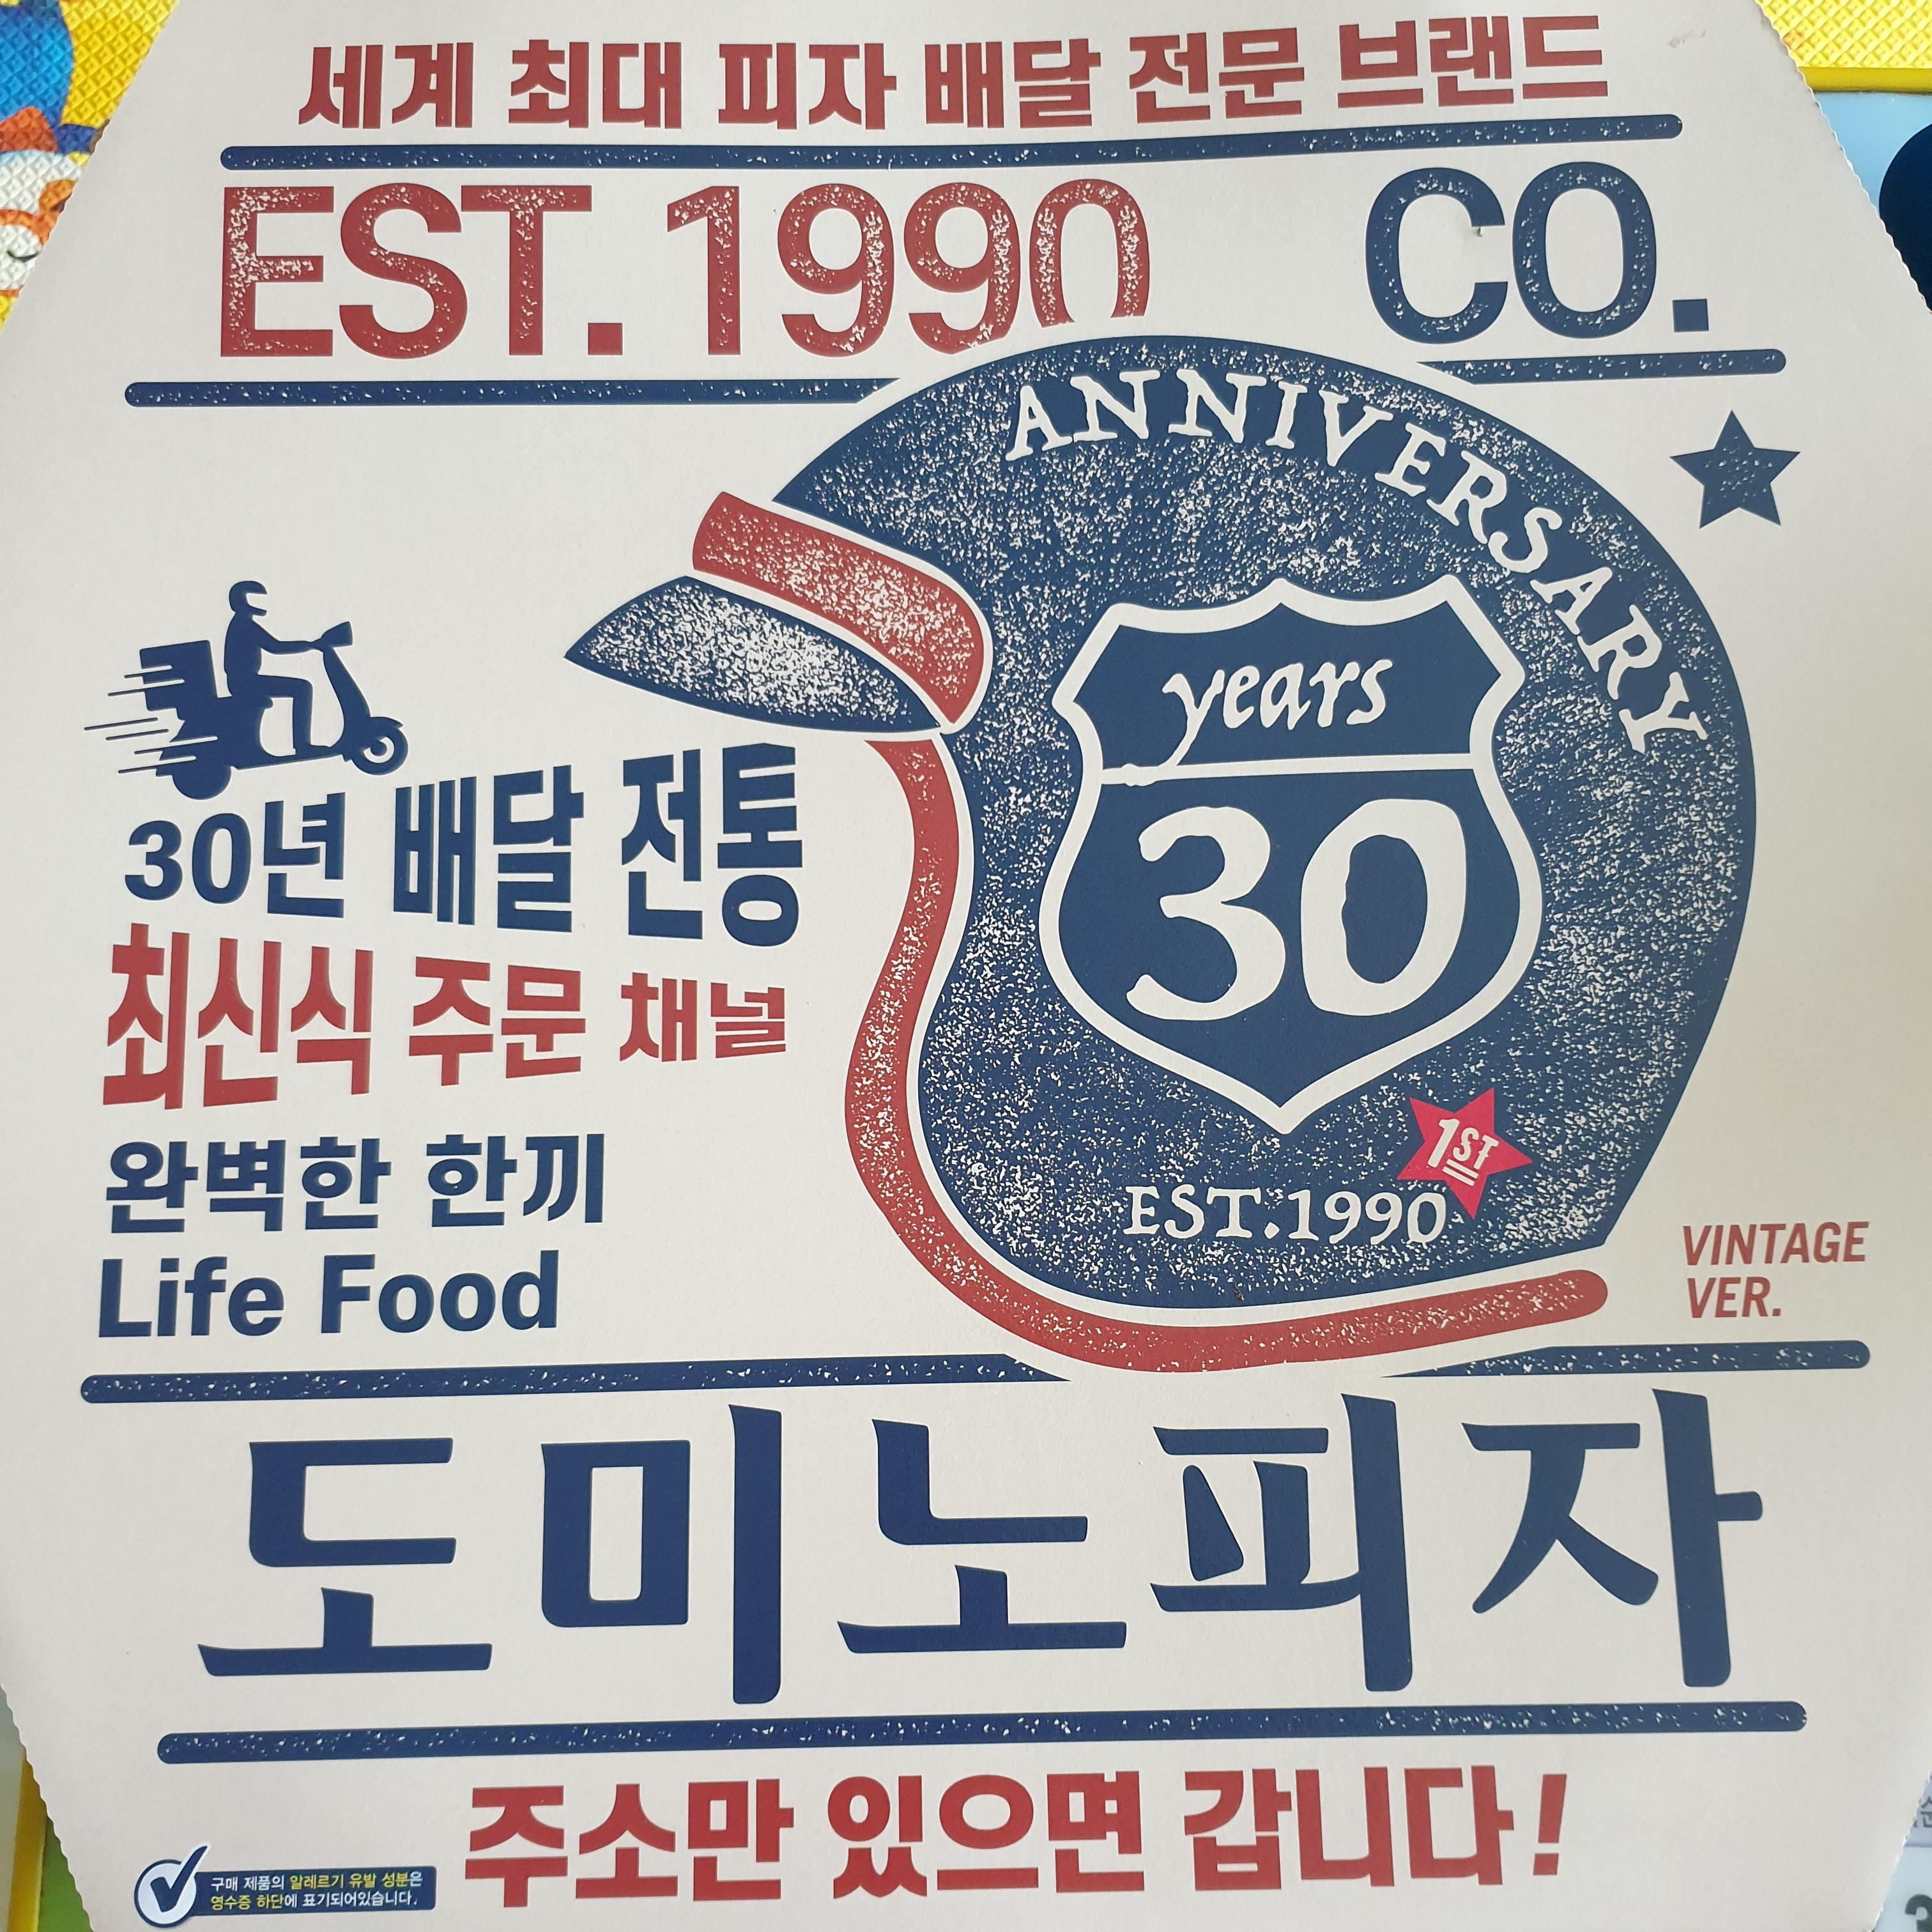 세계 최대 피자 배달 전문 브랜드
EST. 1990 CO.
ANNIVERSARY
years
30
30년 배달 전통
최신식 주문 채널
완벽한 한끼
Life Food
1ST
EST.1990
VINTAGE
VER.
도미노피자
주소만 있으면 갑니다!
구매 제품의 알레르기 유발 성분은
영수증 하단에 표기되어있습니다.